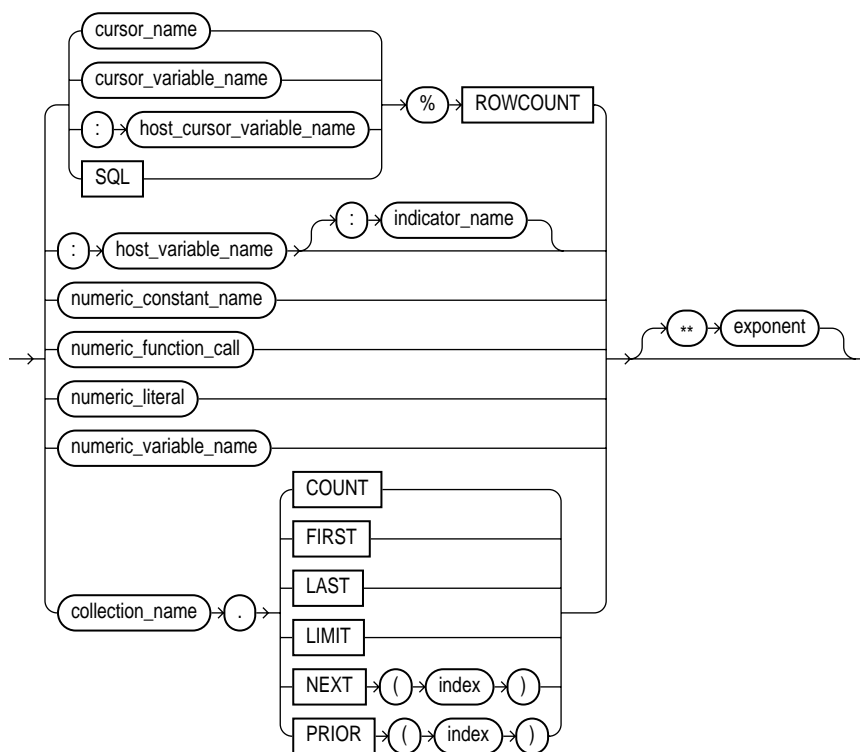 cursor_name
cursor_variable_name
% ROWCOUNT
: host_cursor_variable_name
SQL
: host_variable_name : indicator_name
numeric_constant_name
numeric_function_call
** exponent
numeric_literal
numeric_variable_name
collection_name .
COUNT
FIRST
LAST
LIMIT
NEXT ( index )
PRIOR ( index )